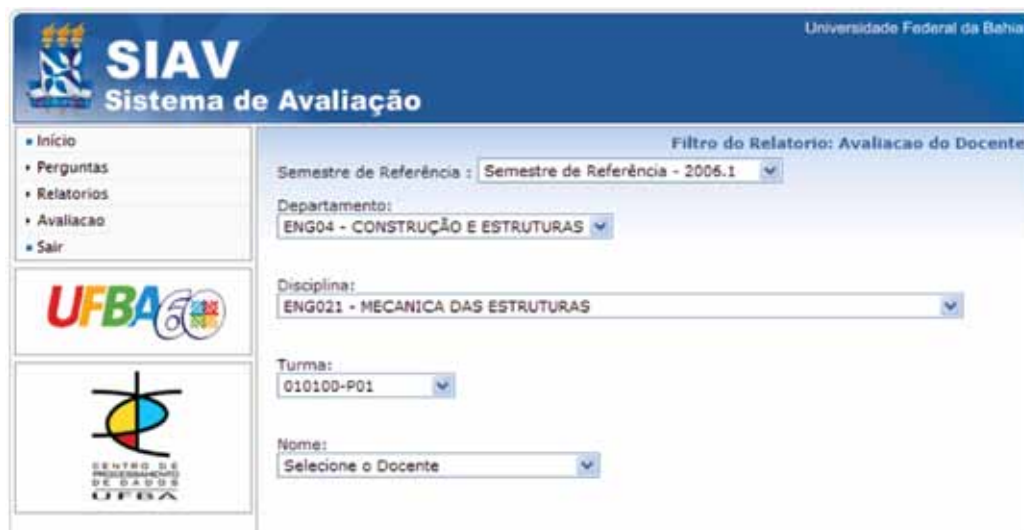 Universidade Federal da Bahia
SIAV
Sistema de Avaliação
Início
Perguntas
Relatorios
Avaliacao
Sair
UFBA60
CENTRO DE
PROCESSAMENTO
DE DADOS
UFBA
Filtro do Relatorio: Avaliacao do Docente
Semestre de Referência : Semestre de Referência - 2006.1
Departamento:
ENG04 - CONSTRUÇÃO E ESTRUTURAS
Disciplina:
ENG021 - MECANICA DAS ESTRUTURAS
Turma:
010100-P01
Nome:
Selecione o Docente